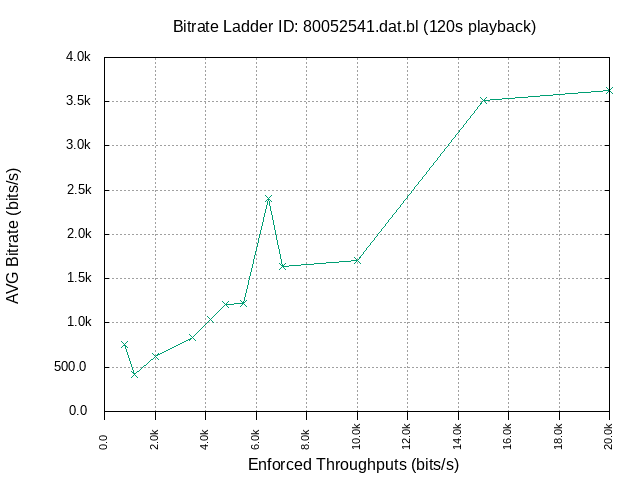 Bitrate Ladder ID: 80052541.dat.bl (120s playback)
4.0k
3.5k
3.0k
2.5k
2.0k
1.5k
1.0k
500.0
0.0
AVG Bitrate (bits/s)
0.0 2.0k 4.0k 6.0k 8.0k 10.0k 12.0k 14.0k 16.0k 18.0k 20.0k
Enforced Throughputs (bits/s)